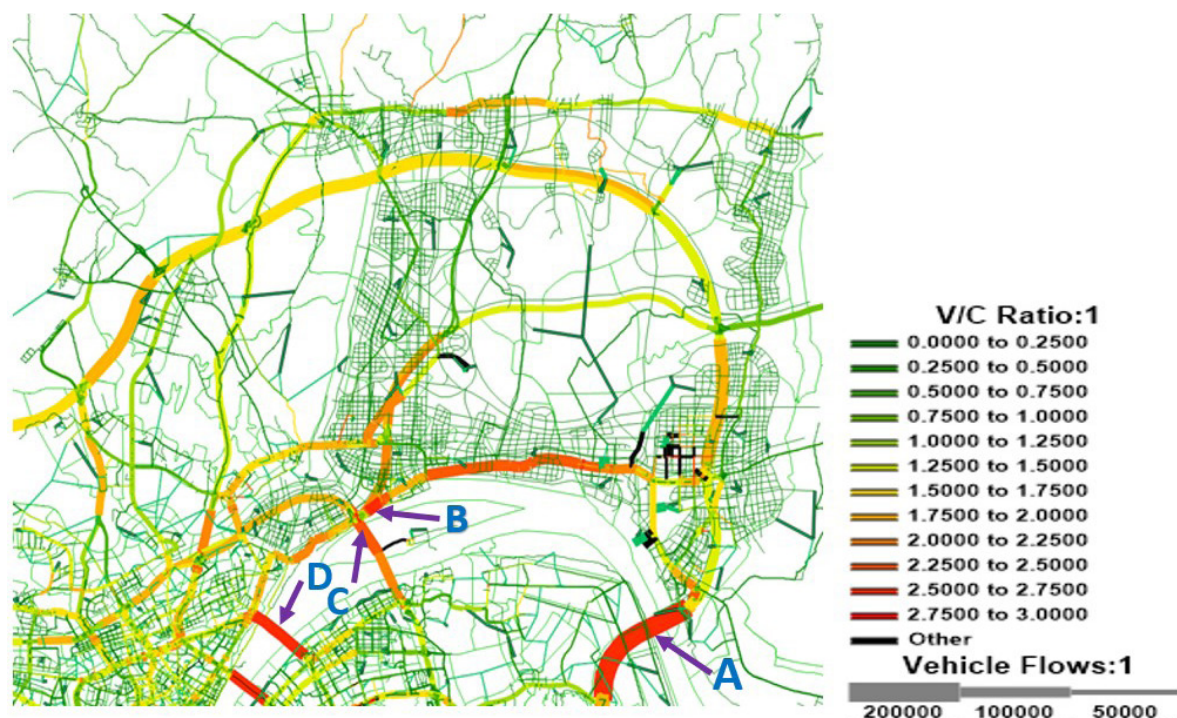 B
D
C
A
V/C Ratio:1
0.0000 to 0.2500
0.2500 to 0.5000
0.5000 to 0.7500
0.7500 to 1.0000
1.0000 to 1.2500
1.2500 to 1.5000
1.5000 to 1.7500
1.7500 to 2.0000
2.0000 to 2.2500
2.2500 to 2.5000
2.5000 to 2.7500
2.7500 to 3.0000
Other
Vehicle Flows:1
200000 100000 50000